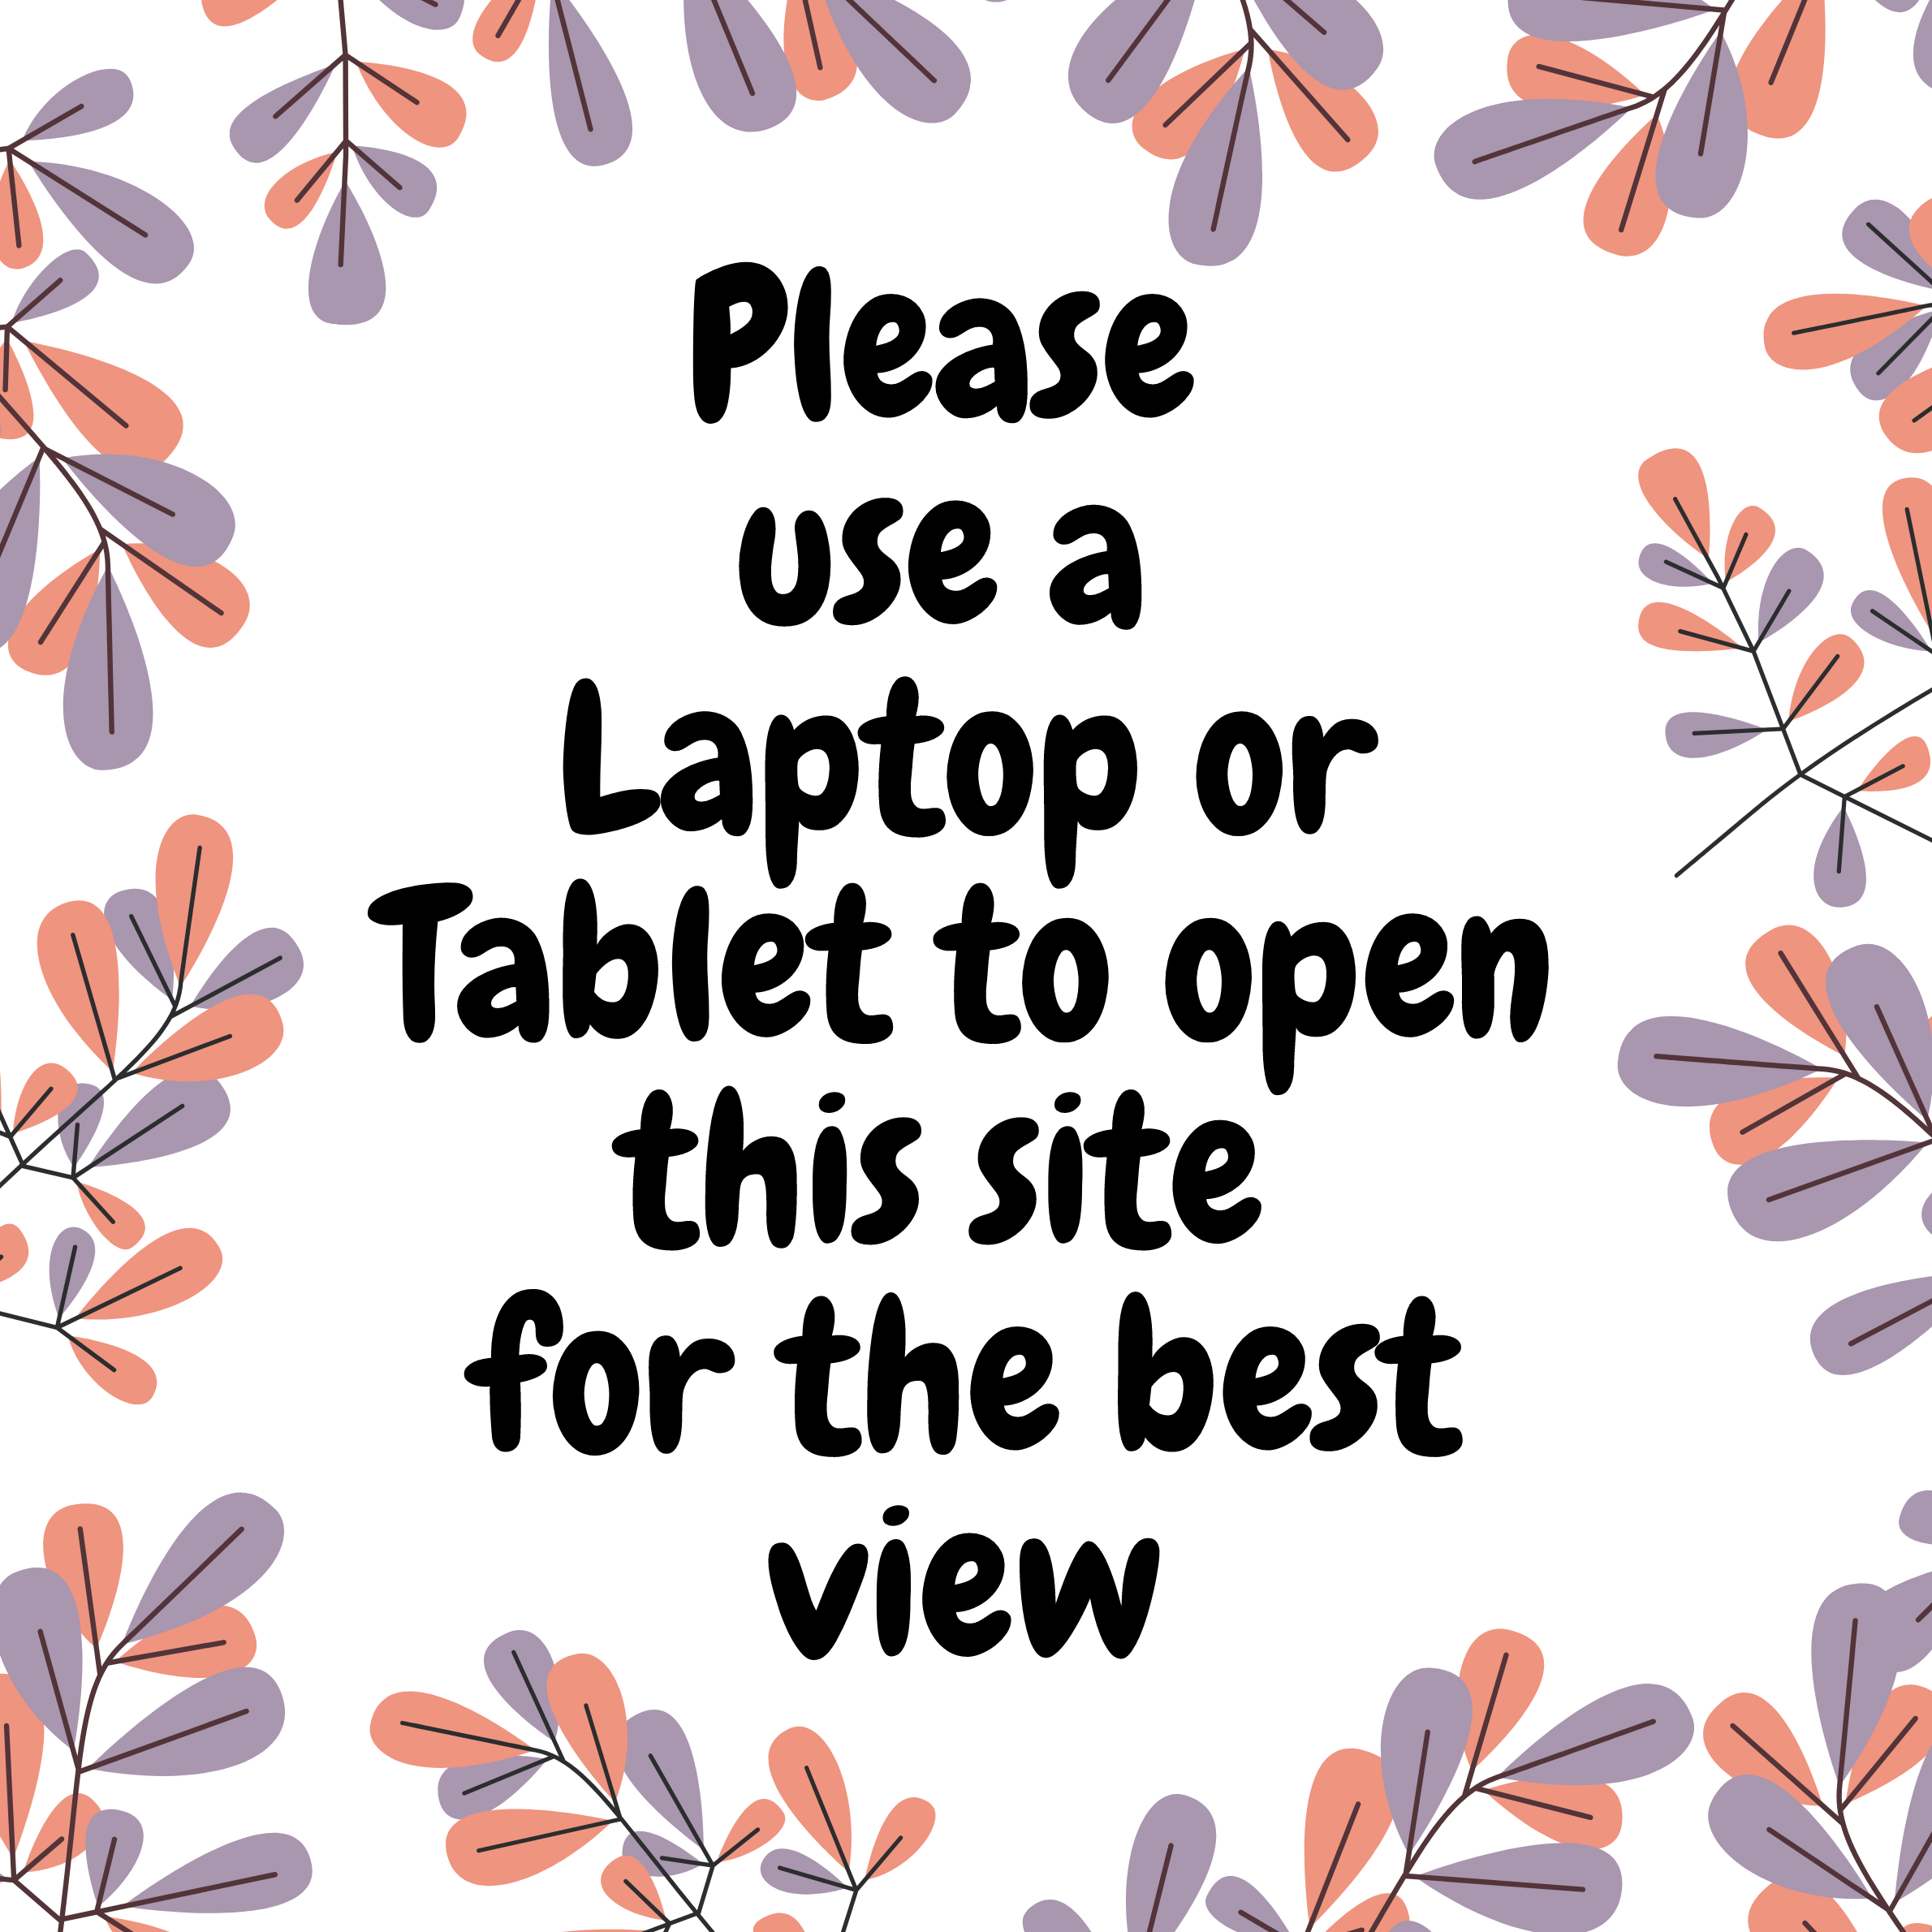 Please
use a
Laptop or
Tablet to open
this site
for the best
view